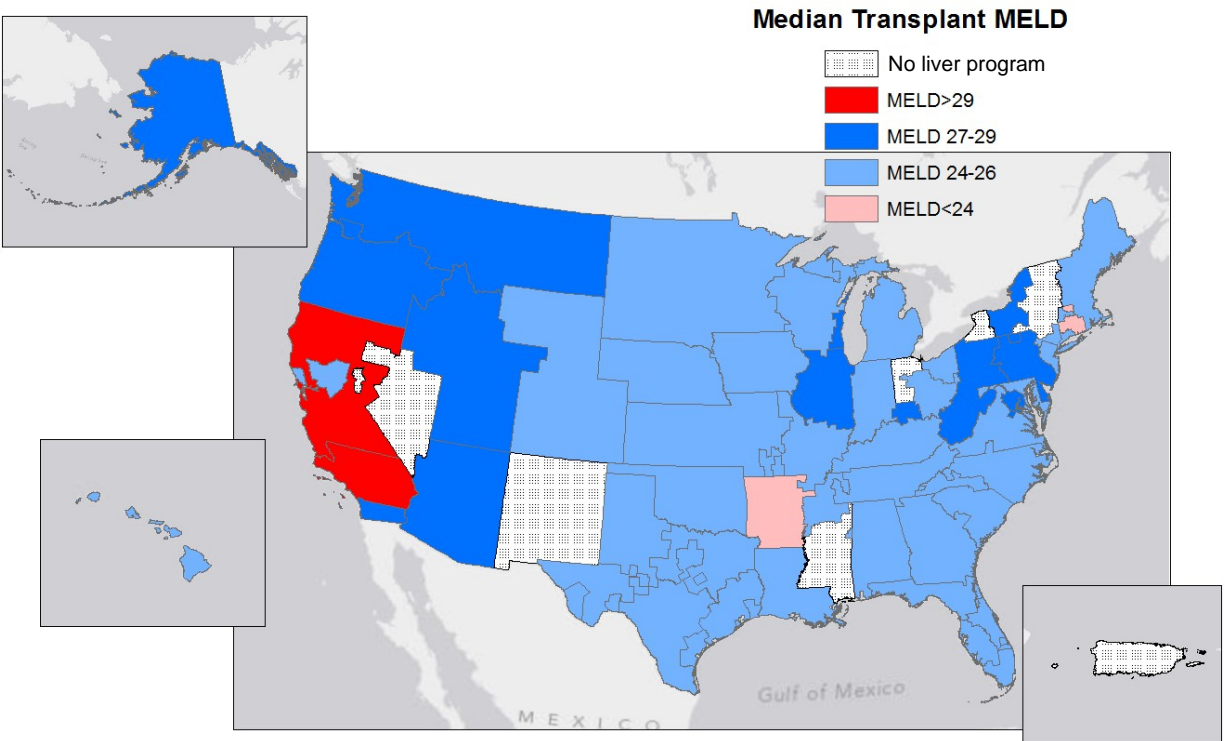 Median Transplant MELD
No liver program
MELD>29
MELD 27-29
MELD 24-26
MELD<24
Gulf of Mexico
MEXICO